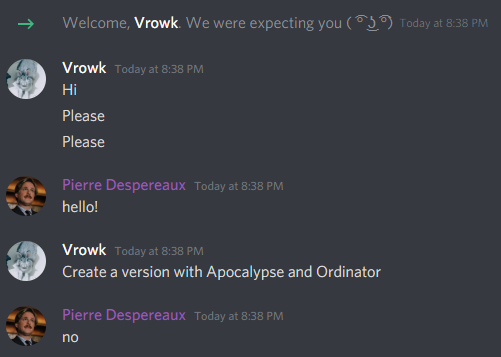 Welcome, Vrowk. We were expecting you ( ͡° ͜ʖ ͡°) Today at 8:38 PM
Vrowk Today at 8:38 PM
Hi
Please
Please
Pierre Despereaux Today at 8:38 PM
hello!
Vrowk Today at 8:38 PM
Create a version with Apocalypse and Ordinator
Pierre Despereaux Today at 8:38 PM
no